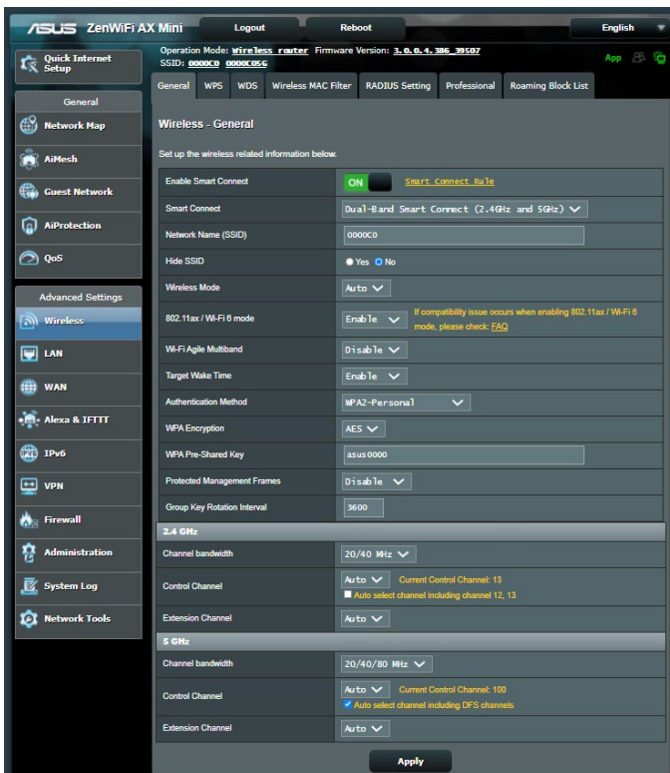 ASUS ZenWiFi AX Mini Logout Reboot English
Quick Internet Setup
Operation Mode: Wireless router Firmware Version: 3.0.0.4.386_39507
SSID: 0000C0 0000C05G
App
General WPS WDS Wireless MAC Filter RADIUS Setting Professional Roaming Block List
General
Network Map
AiMesh
Guest Network
AiProtection
QoS
Advanced Settings
Wireless
LAN
WAN
Alexa & IFTTT
IPv6
VPN
Firewall
Administration
System Log
Network Tools
Wireless - General
Set up the wireless related information below.
Enable Smart Connect ON Smart Connect Rule
Smart Connect Dual-Band Smart Connect (2.4GHz and 5GHz)
Network Name (SSID) 0000C0
Hide SSID Yes No
Wireless Mode Auto
802.11ax / Wi-Fi 6 mode Enable If compatibility issue occurs when enabling 802.11ax / Wi-Fi 6
mode, please check: FAQ
Wi-Fi Agile Multiband Disable
Target Wake Time Enable
Authentication Method WPA2-Personal
WPA Encryption AES
WPA Pre-Shared Key asus0000
Protected Management Frames Disable
Group Key Rotation Interval 3600
2.4 GHz
Channel bandwidth 20/40 MHz
Control Channel Auto Current Control Channel: 13
Auto select channel including channel 12, 13
Extension Channel Auto
5 GHz
Channel bandwidth 20/40/80 MHz
Control Channel Auto Current Control Channel: 100
Auto select channel including DFS channels
Extension Channel Auto
Apply